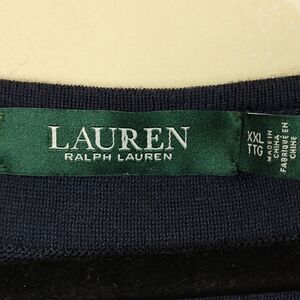 LAUREN
RALPH LAUREN
XXL
TTG
MADE IN
CHINA
FABRIQUÉ EN
CHINE